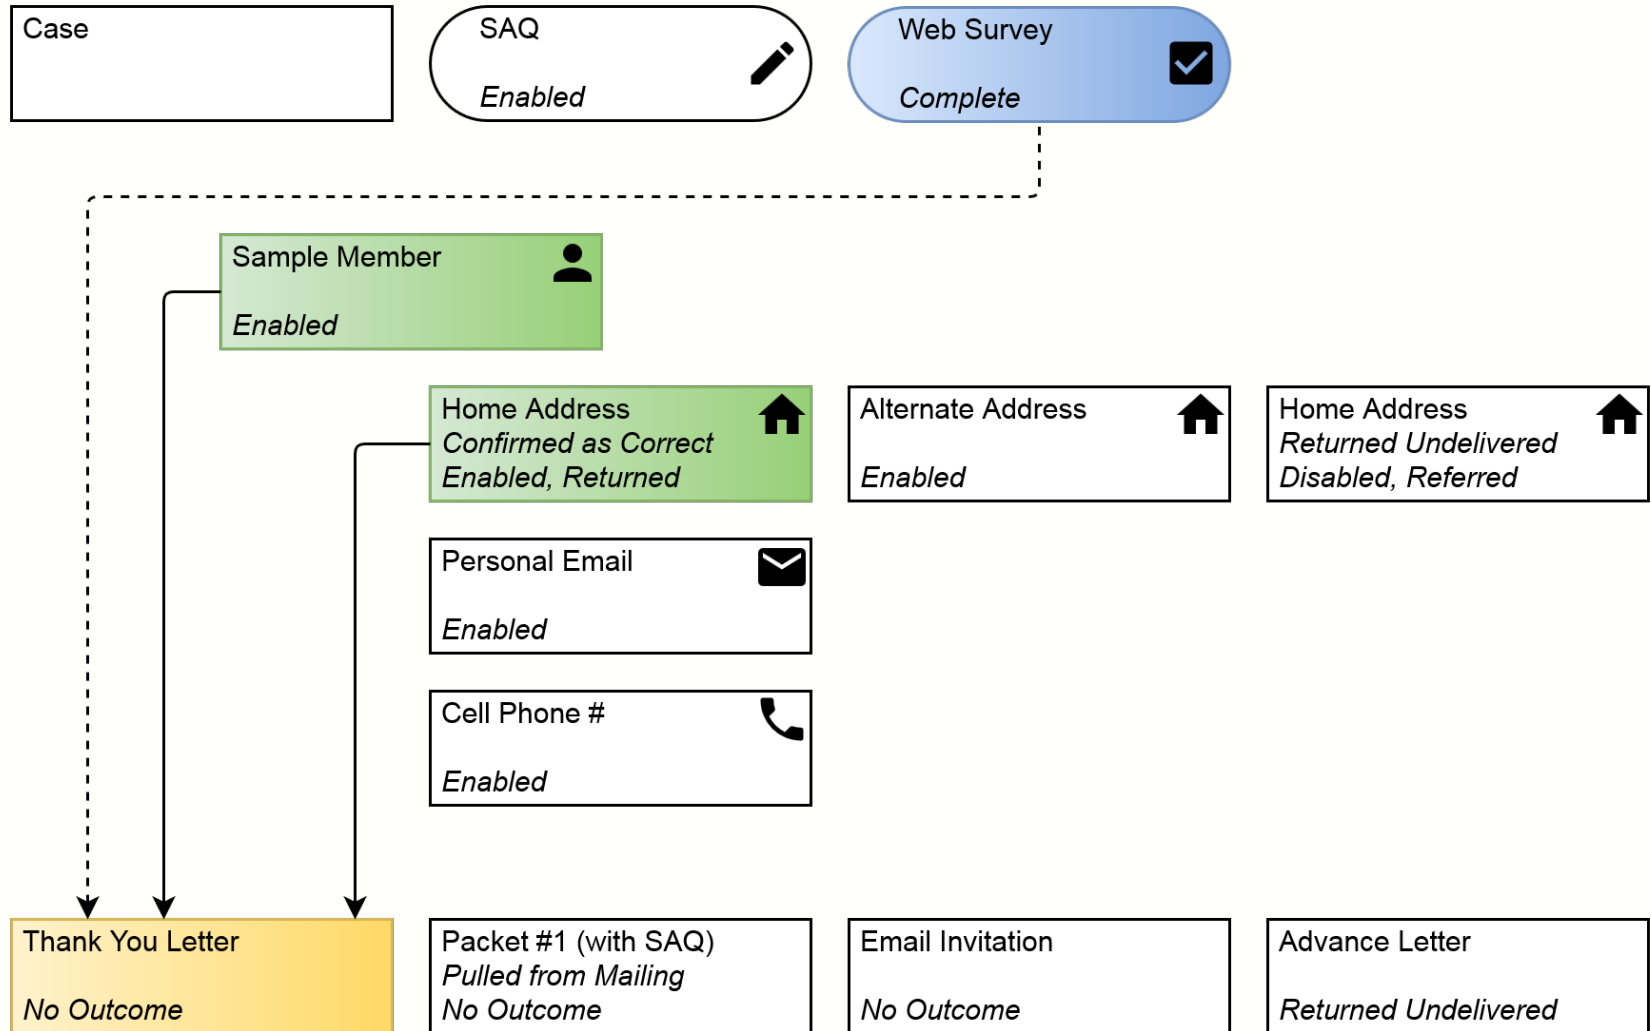 Case
SAQ
Enabled
Web Survey
Complete
Sample Member
Enabled
Home Address
Confirmed as Correct
Enabled, Returned
Alternate Address
Enabled
Home Address
Returned Undelivered
Disabled, Referred
Personal Email
Enabled
Cell Phone #
Enabled
Thank You Letter
No Outcome
Packet #1 (with SAQ)
Pulled from Mailing
No Outcome
Email Invitation
No Outcome
Advance Letter
Returned Undelivered